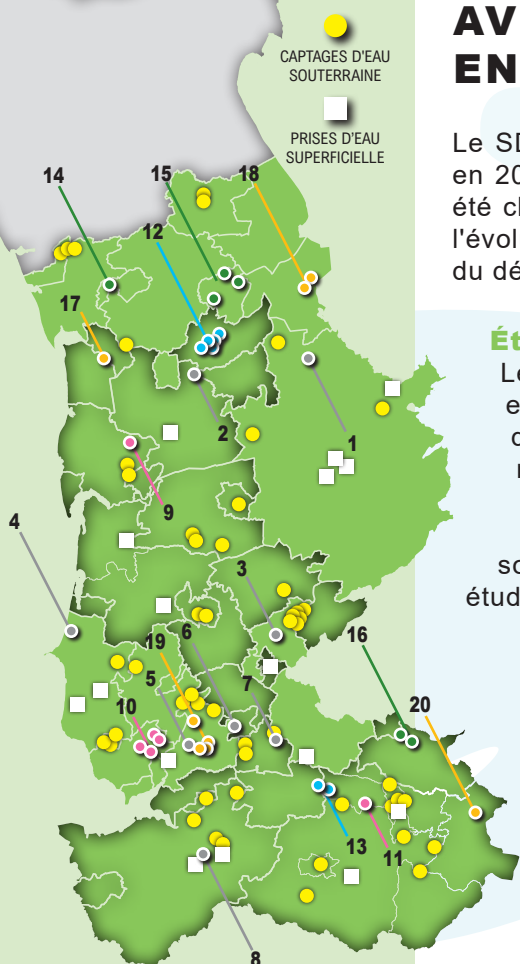 CAPTAGES D'EAU
SOUTERRAINE
PRISES D'EAU
SUPERFICIELLE
AV
EN
Le SD
en 20
été c
l'évol
du dé
Ét
Le
e
so
étud
14
15
18
12
17
2
1
9
4
3
16
19
6
5
7
20
10
13
11
8